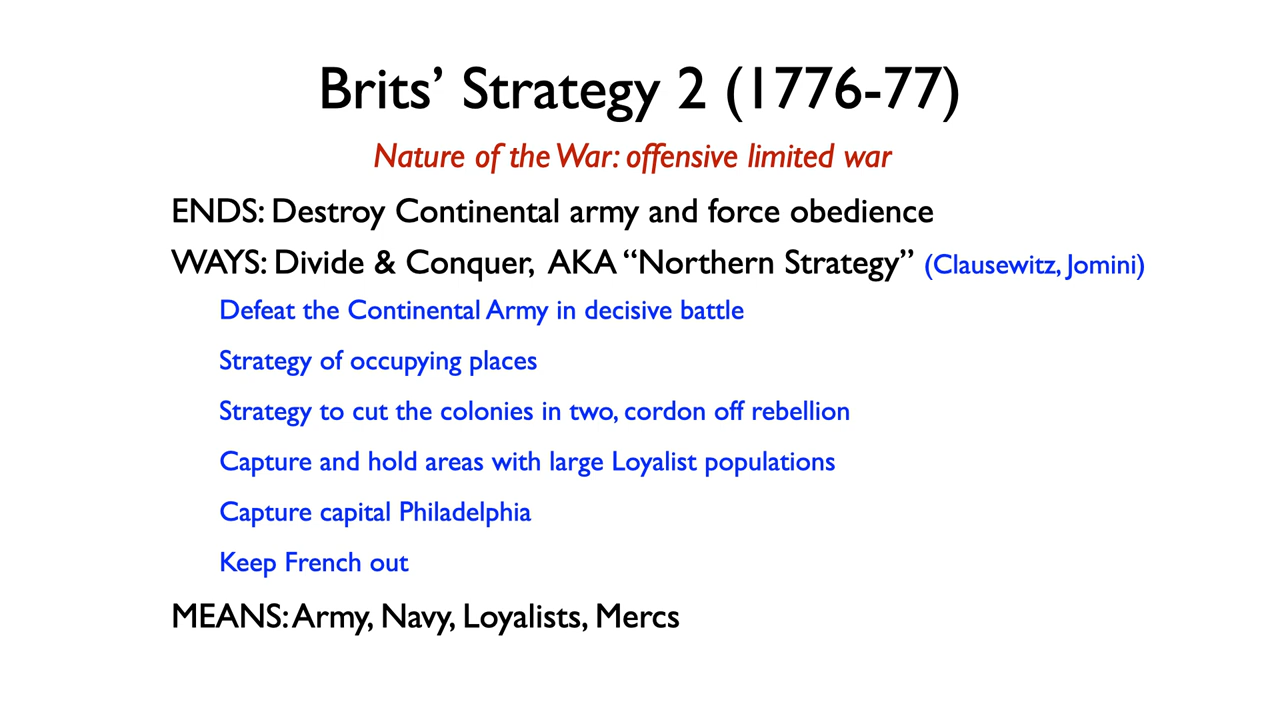 Brits’ Strategy 2 (1776-77)
Nature of the War: offensive limited war
ENDS: Destroy Continental army and force obedience
WAYS: Divide & Conquer, AKA “Northern Strategy” (Clausewitz, Jomini)
Defeat the Continental Army in decisive battle
Strategy of occupying places
Strategy to cut the colonies in two, cordon off rebellion
Capture and hold areas with large Loyalist populations
Capture capital Philadelphia
Keep French out
MEANS: Army, Navy, Loyalists, Mercs